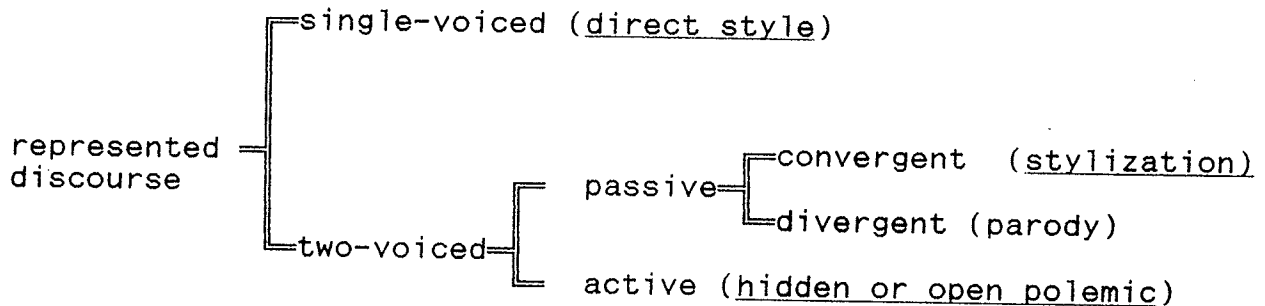 single-voiced (direct style)
represented
discourse
convergent (stylization)
passive
divergent (parody)
two-voiced
active (hidden or open polemic)